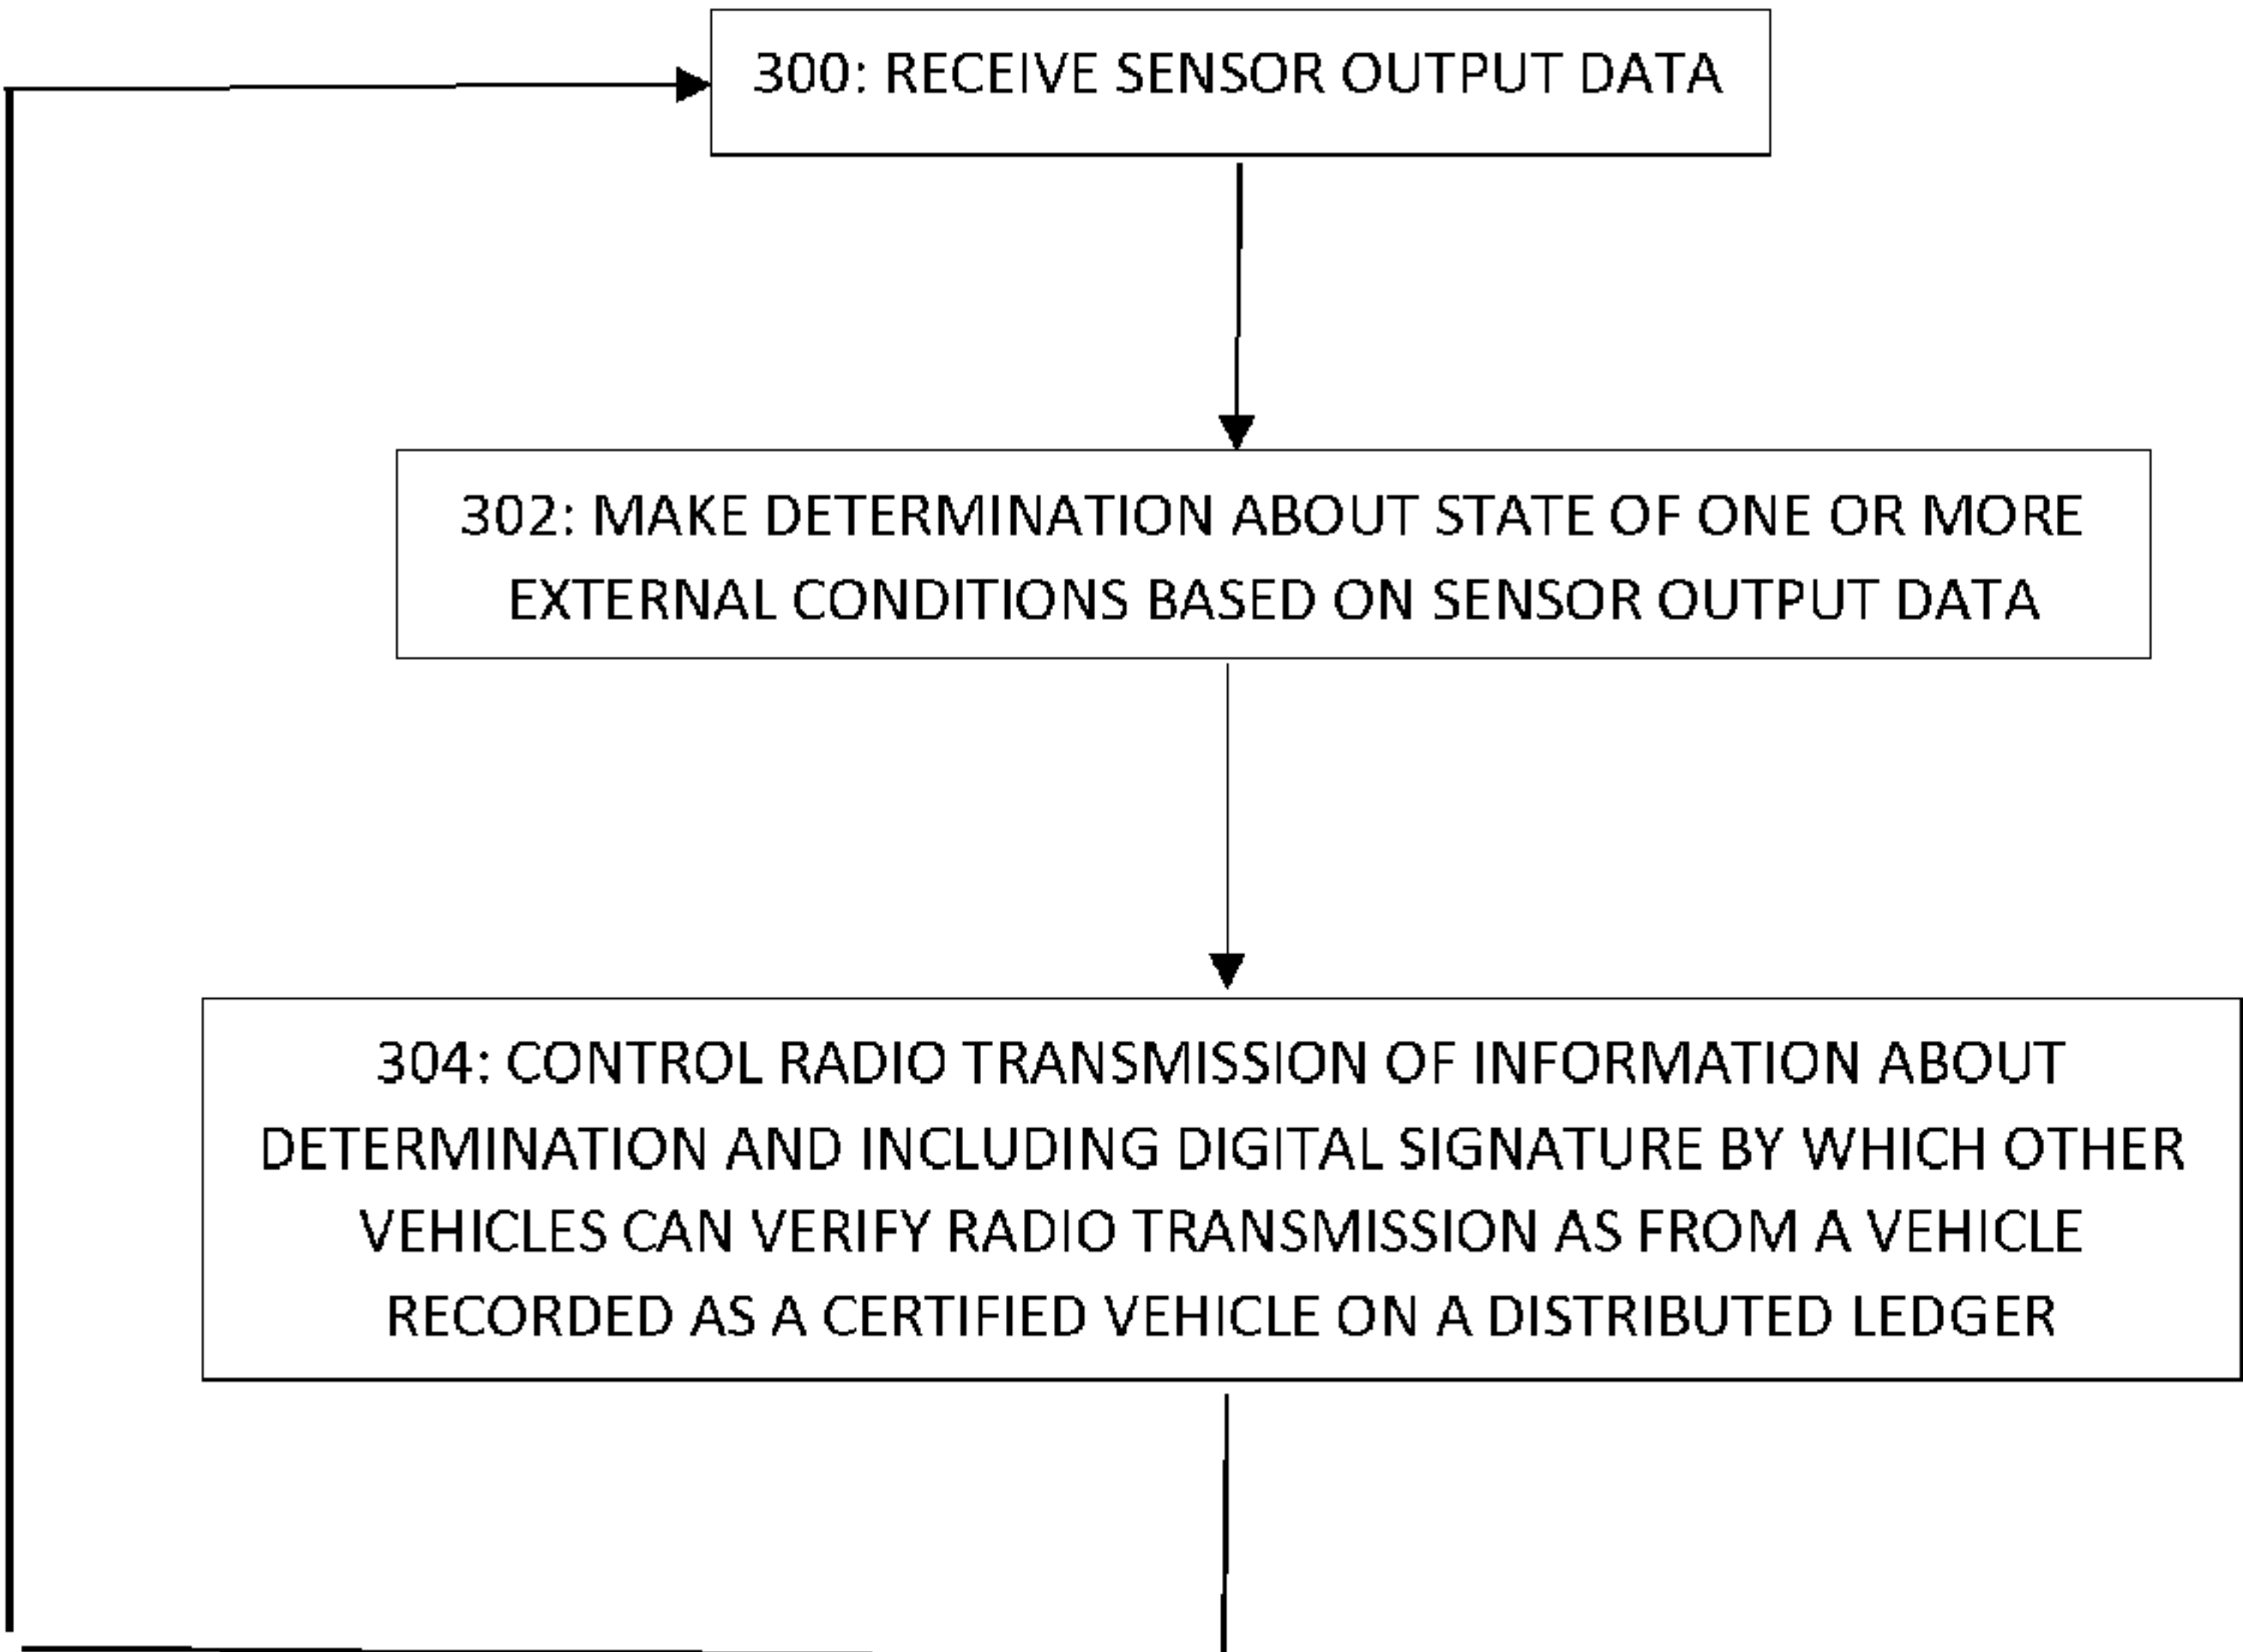 300: RECEIVE SENSOR OUTPUT DATA
302: MAKE DETERMINATION ABOUT STATE OF ONE OR MORE
EXTERNAL CONDITIONS BASED ON SENSOR OUTPUT DATA
304: CONTROL RADIO TRANSMISSION OF INFORMATION ABOUT
DETERMINATION AND INCLUDING DIGITAL SIGNATURE BY WHICH OTHER
VEHICLES CAN VERIFY RADIO TRANSMISSION AS FROM A VEHICLE
RECORDED AS A CERTIFIED VEHICLE ON A DISTRIBUTED LEDGER